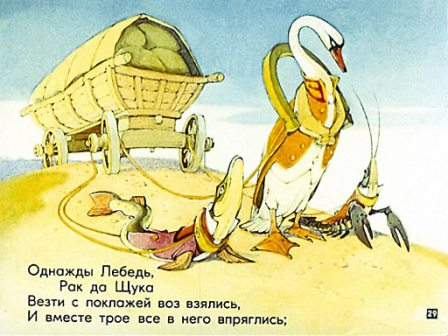 Однажды Лебедь,
Рак да Щука
Везти с поклажей воз взялись,
И вместе трое все в него впряглись;
29